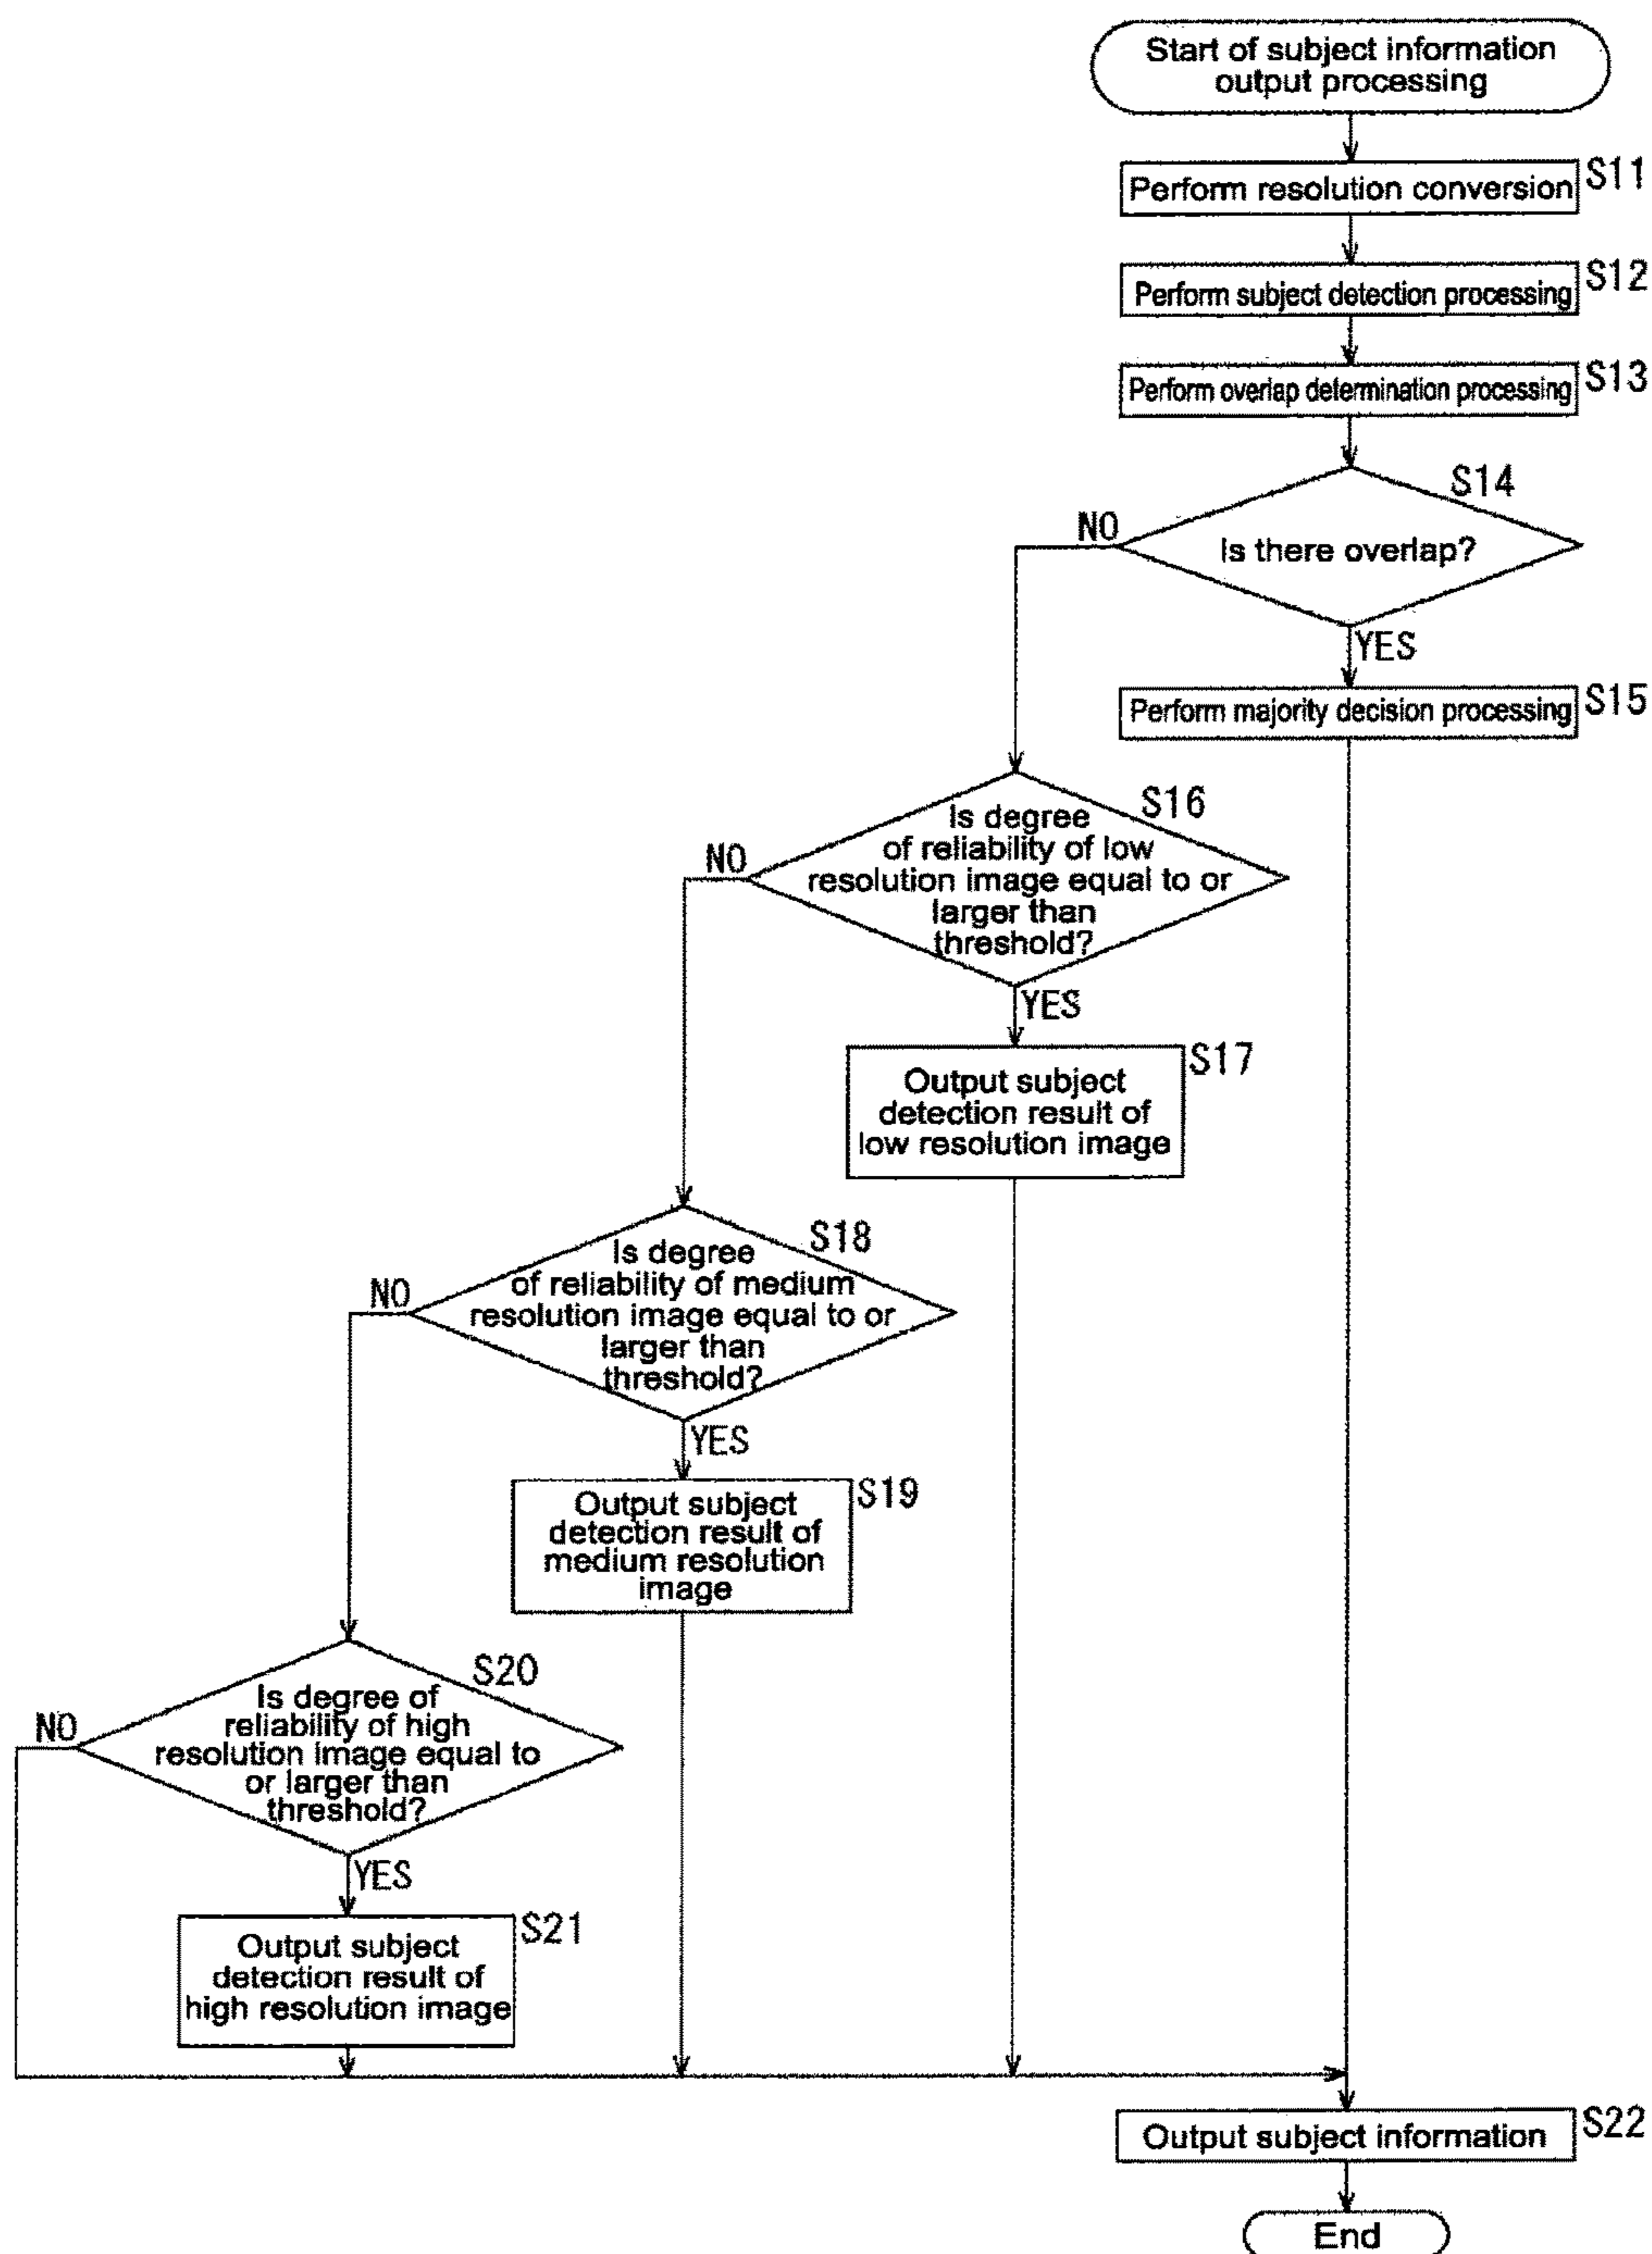 Start of subject information
output processing
Perform resolution conversion
S11
Perform subject detection processing
S12
Perform overlap determination processing
S13
S14
NO
Is there overlap?
YES
Perform majority decision processing
S15
S16
Is degree
of reliability of low
resolution image equal to or
larger than
threshold?
NO
YES
S17
Output subject
detection result of
low resolution image
S18
Is degree
of reliability of medium
resolution image equal to or
larger than
threshold?
NO
YES
S19
Output subject
detection result of
medium resolution
image
S20
Is degree of
reliability of high
resolution image equal to
or larger than
threshold?
NO
YES
S21
Output subject
detection result of
high resolution image
Output subject information
S22
End